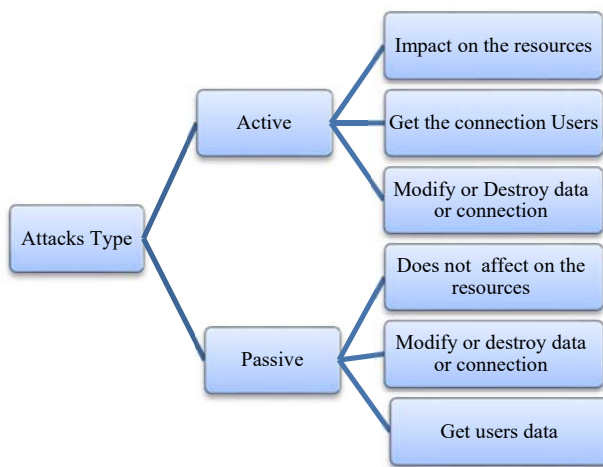 Impact on the resources
Active
Get the connection Users
Modify or Destroy data
or connection
Attacks Type
Does not affect on the
resources
Passive
Modify or destroy data
or connection
Get users data